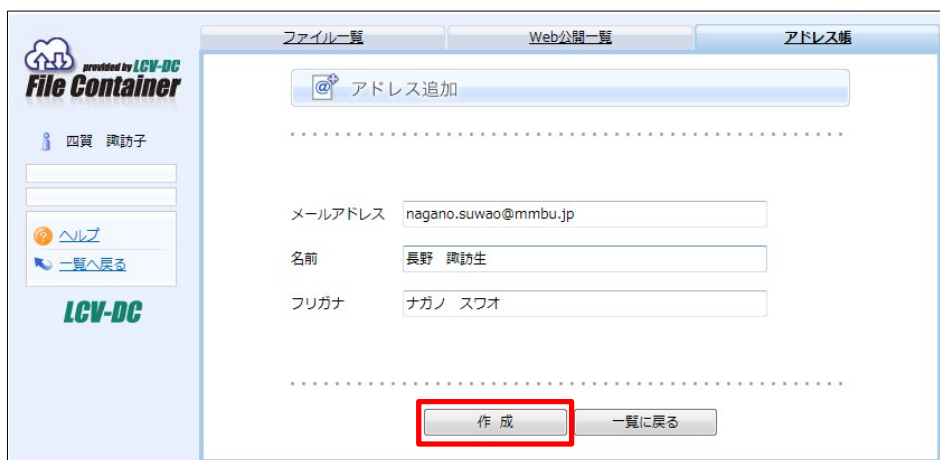 ファイル一覧
Web公開一覧
アドレス帳
provided by LCV-DC
File Container
四賀 諏訪子
ヘルプ
一覧へ戻る
LCV-DC
アドレス追加
メールアドレス nagano.suwao@mmbu.jp
名前 長野 諏訪生
フリガナ ナガノ スワオ
作 成
一覧に戻る